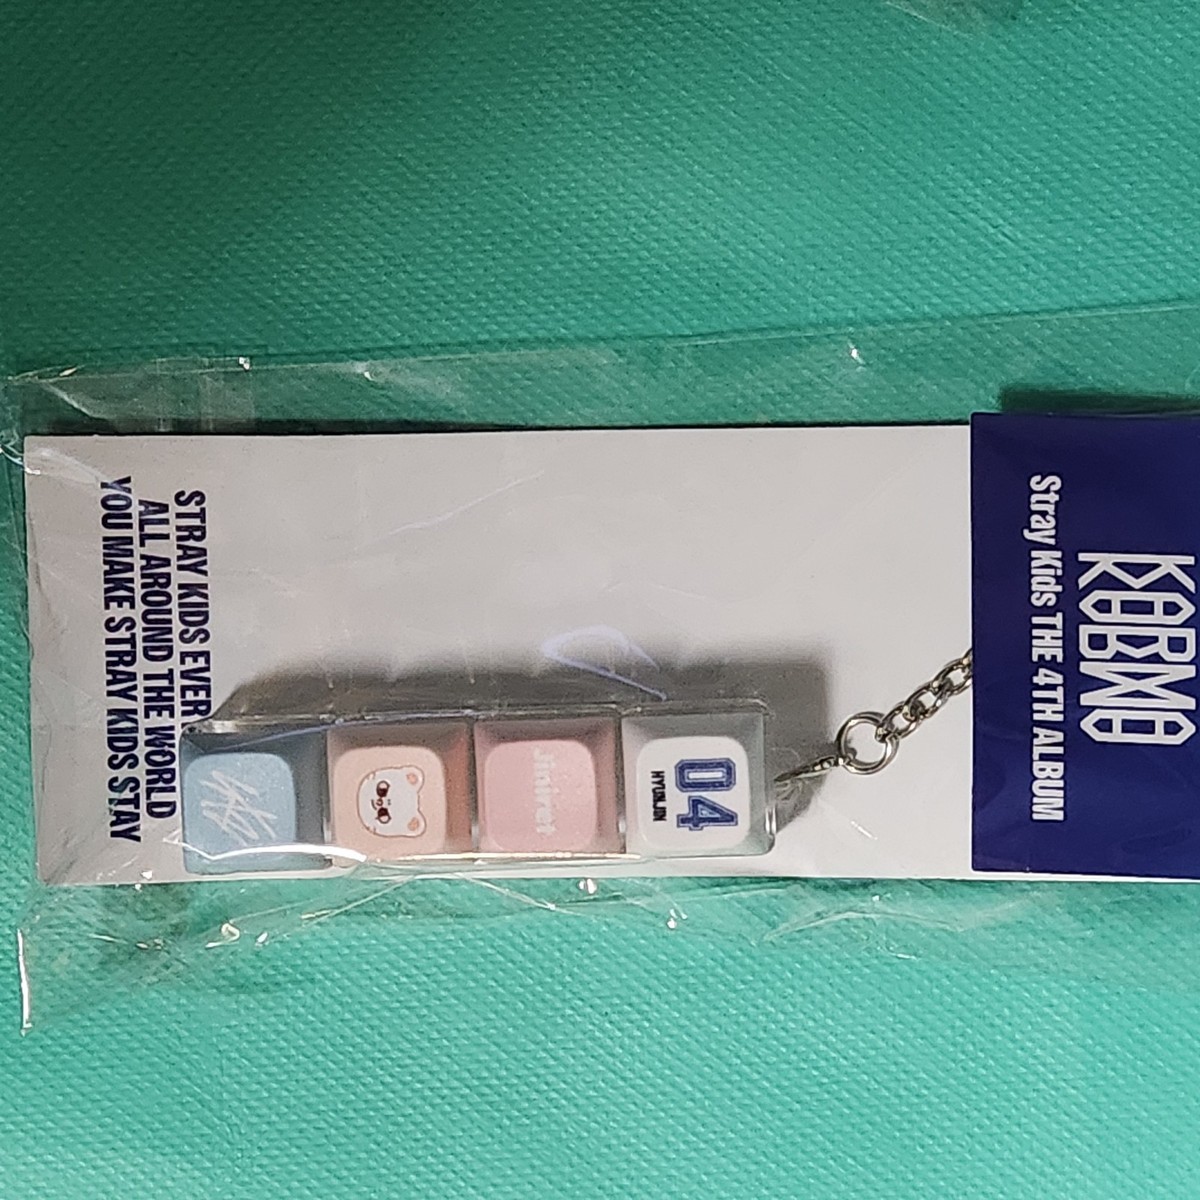 KARMA
Stray Kids THE 4TH ALBUM
04
HYUNJIN
Jiniret
SKZ
STRAY KIDS EVER
ALL AROUND THE WORLD
YOU MAKE STRAY KIDS STAY